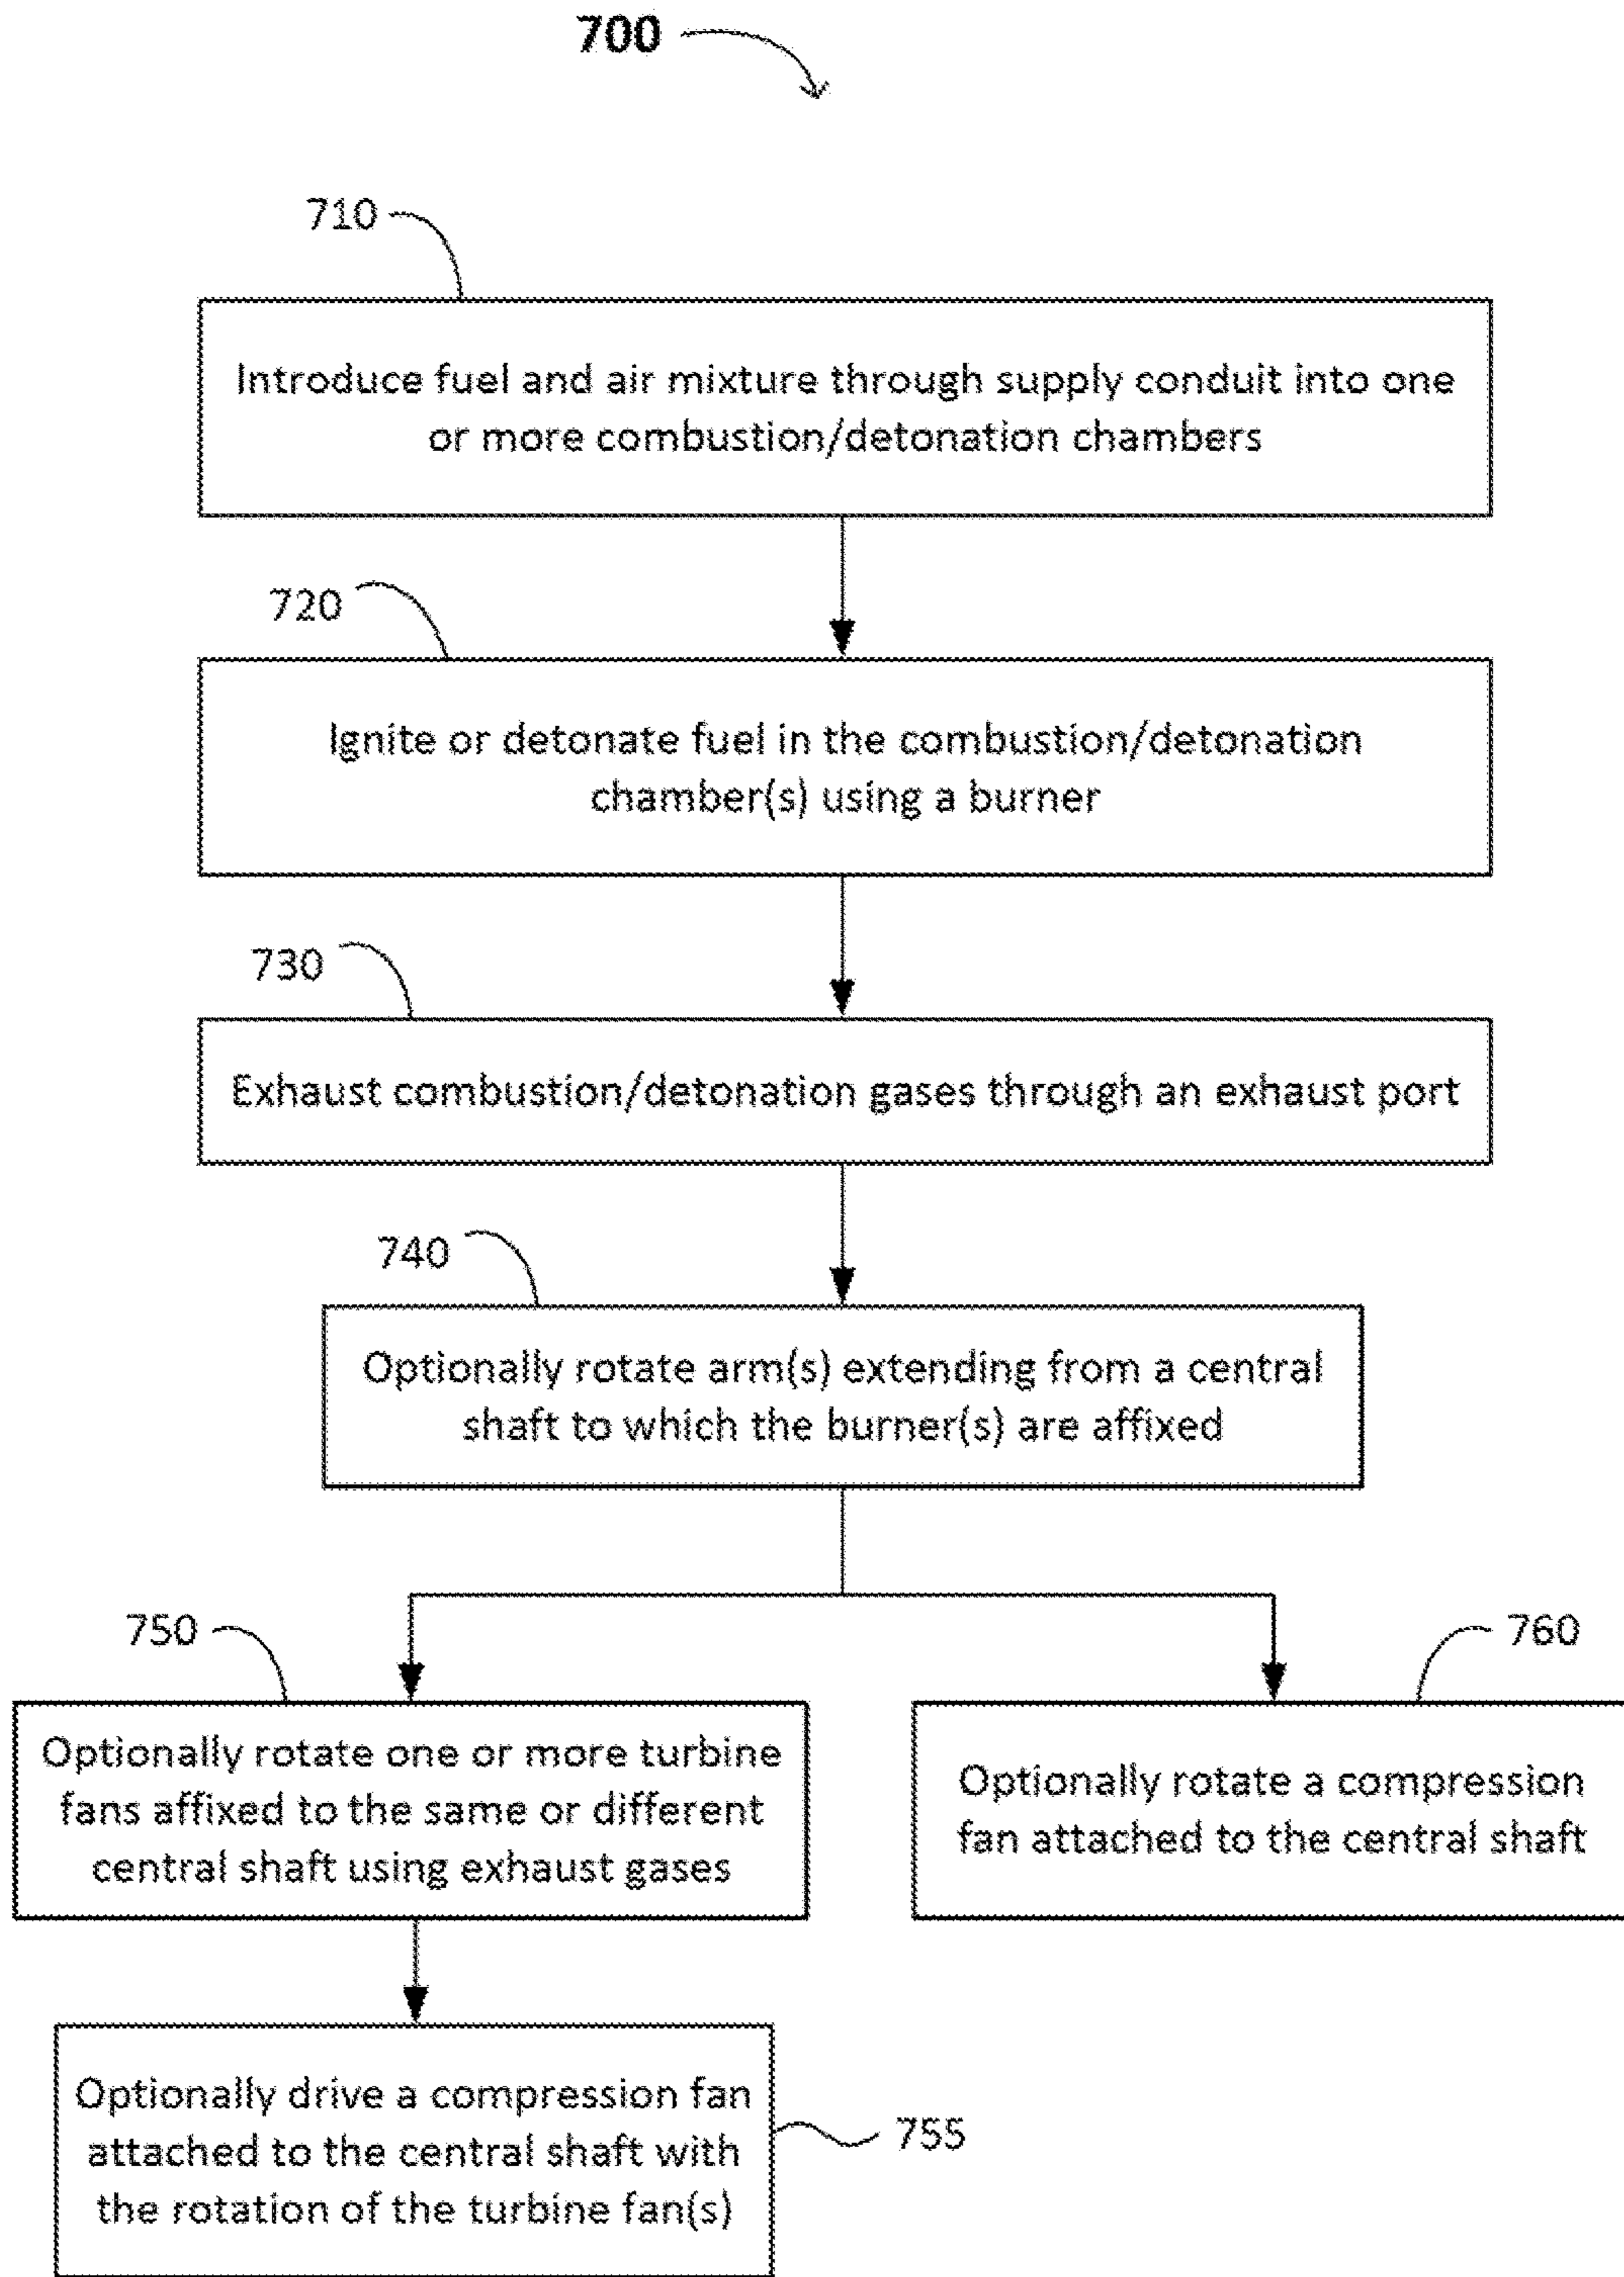 700
710
Introduce fuel and air mixture through supply conduit into one
or more combustion/detonation chambers
720
Ignite or detonate fuel in the combustion/detonation
chamber(s) using a burner
730
Exhaust combustion/detonation gases through an exhaust port
740
Optionally rotate arm(s) extending from a central
shaft to which the burner(s) are affixed
750
Optionally rotate one or more turbine
fans affixed to the same or different
central shaft using exhaust gases
760
Optionally rotate a compression
fan attached to the central shaft
Optionally drive a compression fan
attached to the central shaft with
the rotation of the turbine fan(s)
755